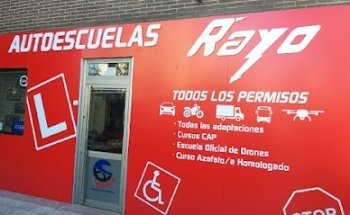 AUTOESCUELAS Rayo
TODOS LOS PERMISOS
· Todas las adaptaciones
· Cursos CAP
· Escuela Oficial de Drones
· Curso Azafato/a Homologado
L
STOP